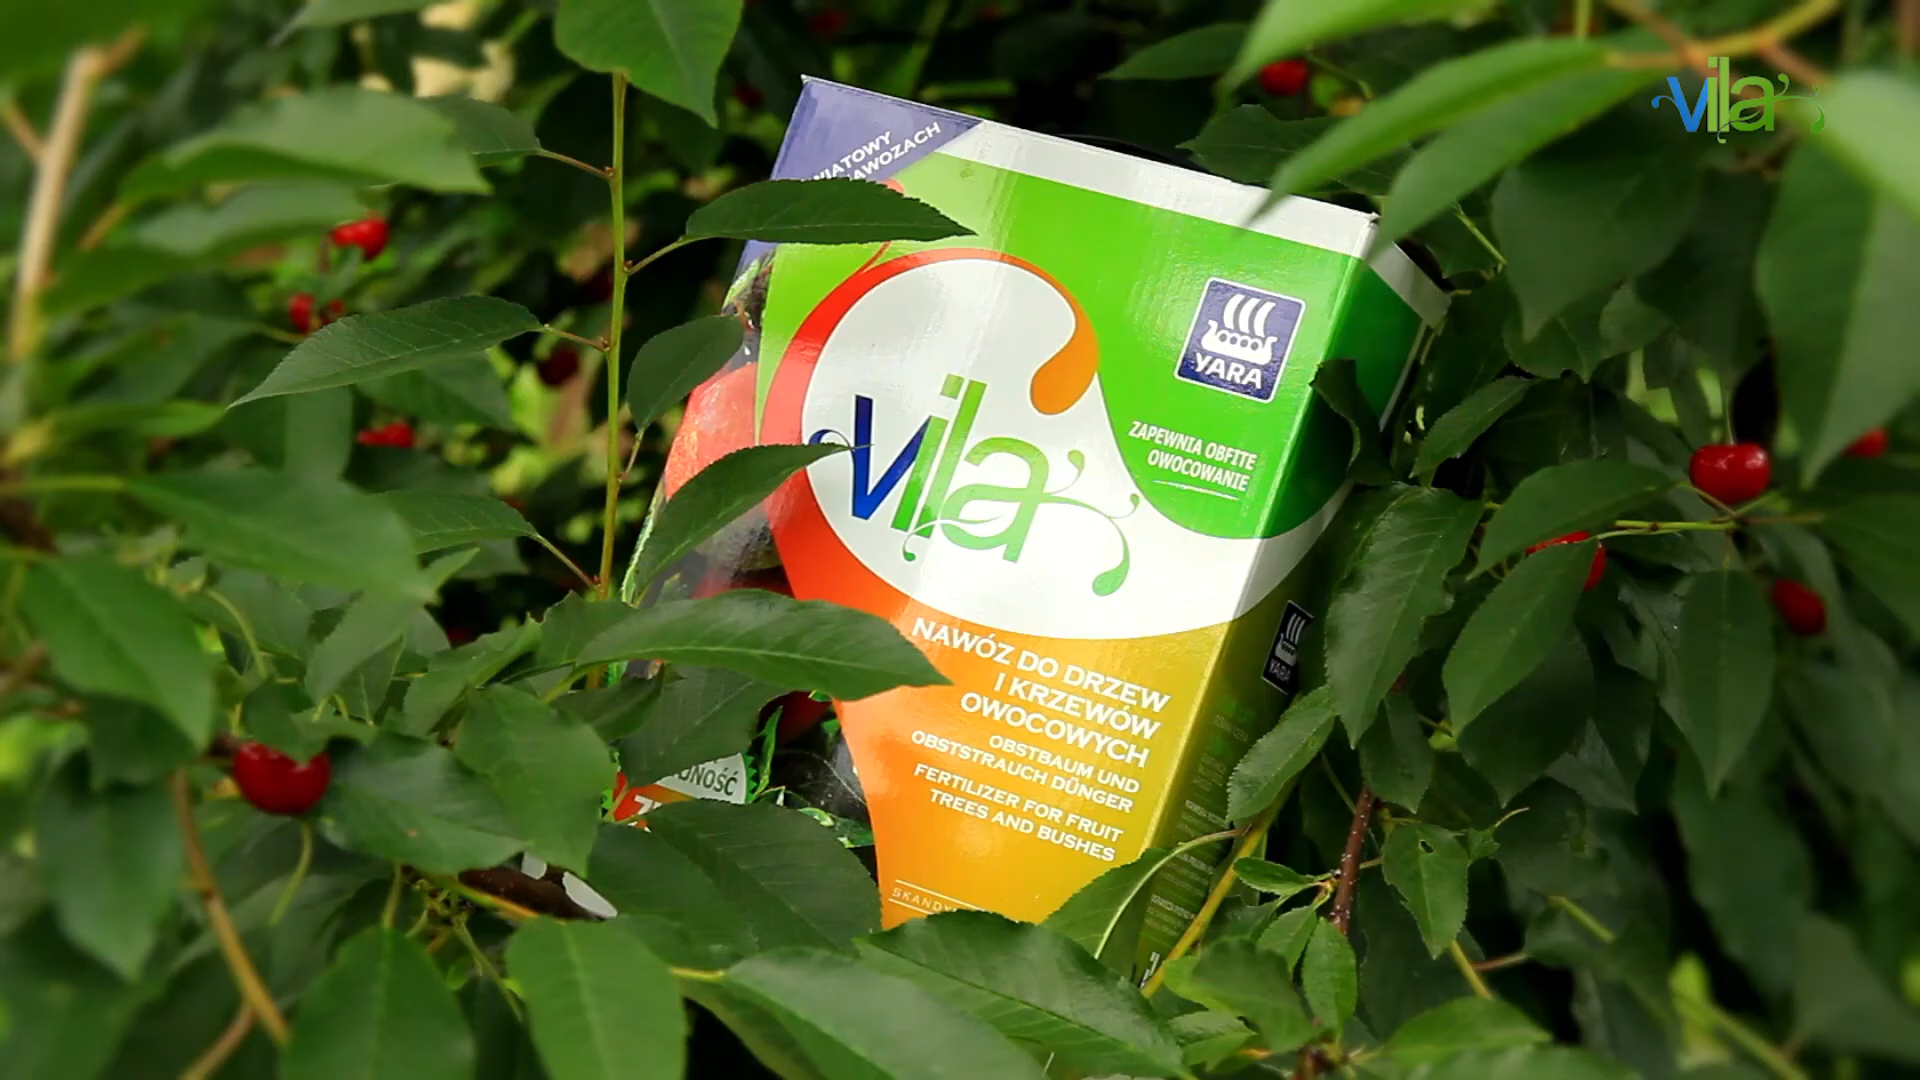 vila
AWOZACH
YARA
ZAPEWNIA OBFITE
OWOCOWANIE
vila
NAWÓZ DO DRZEW
I KRZEWÓW
OWOCOWYCH
OBSTBAUM UND
OBSTSTRAUCH DÜNGER
FERTILIZER FOR FRUIT
TREES AND BUSHES
YARA